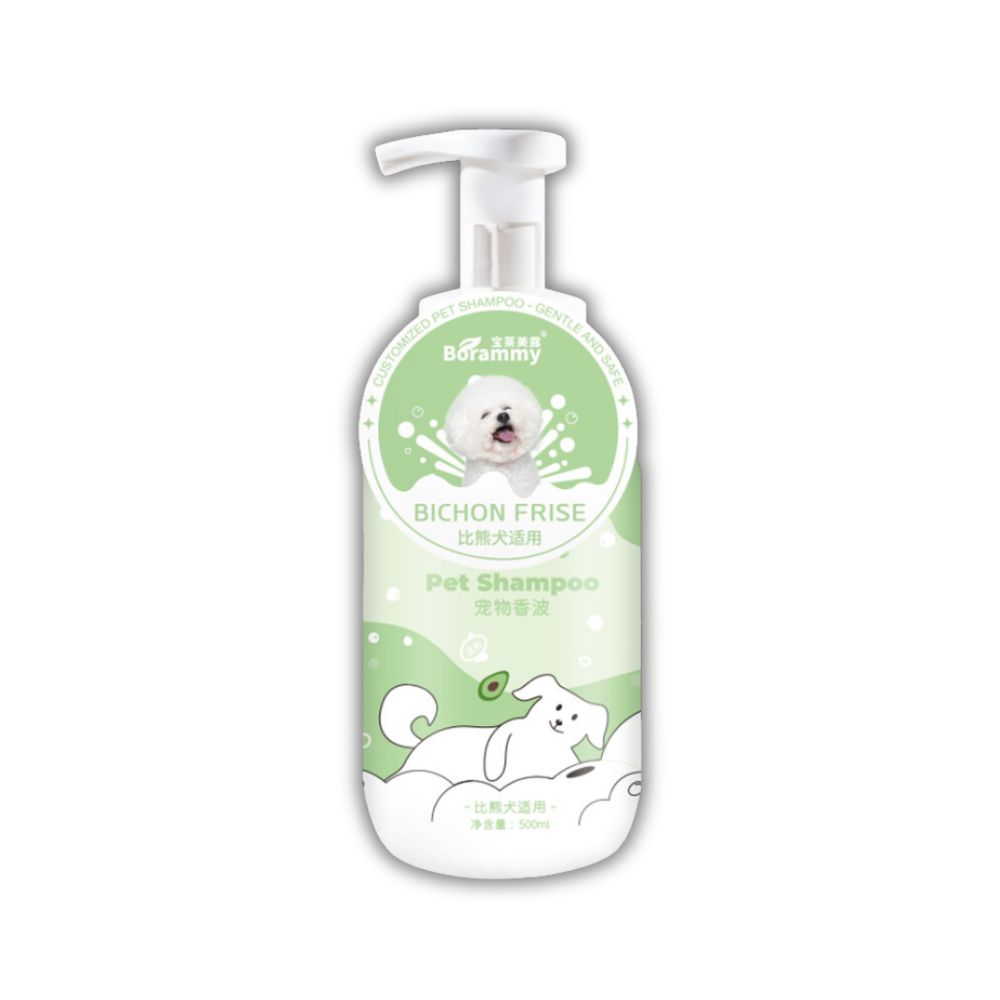 CUSTOMIZED PET SHAMPOO - GENTLE AND SAFE
宝莱美露®
Borammy
BICHON FRISE
比熊犬适用
Pet Shampoo
宠物香波
- 比熊犬适用 -
净含量：500ml